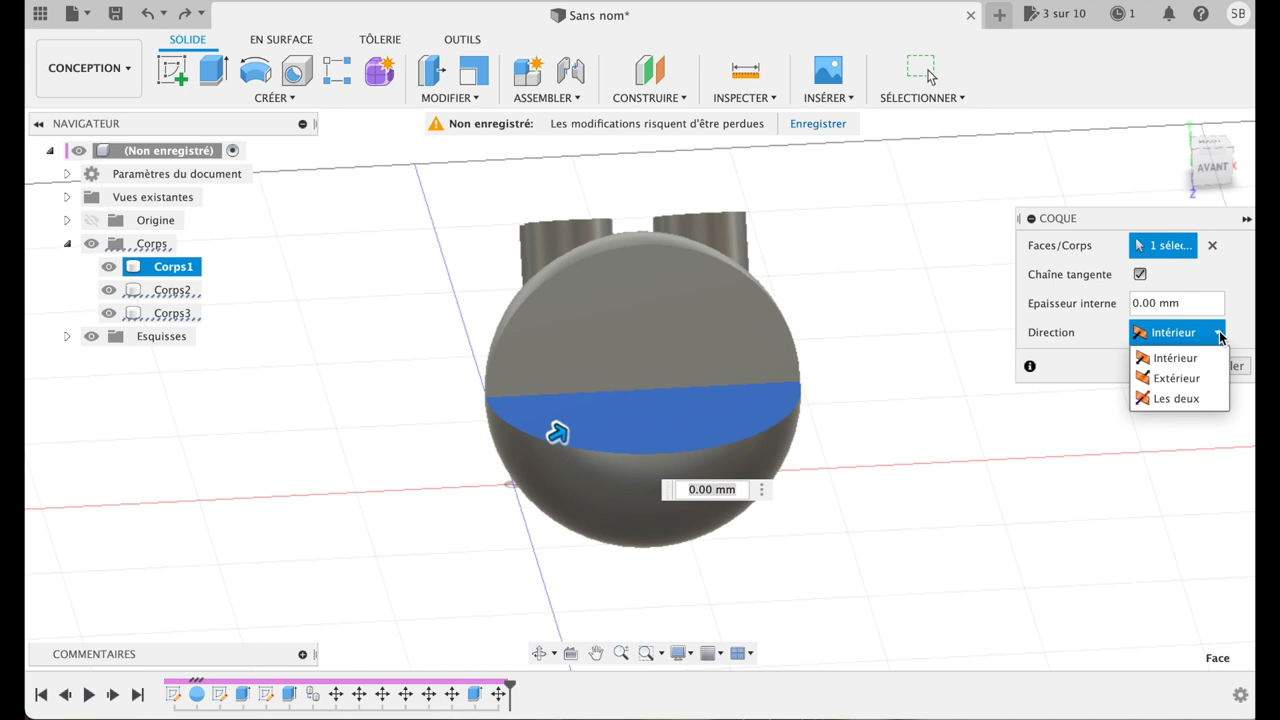 Sans nom*
3 sur 10
1
SB
CONCEPTION
SOLIDE
EN SURFACE
TÔLERIE
OUTILS
CRÉER
MODIFIER
ASSEMBLER
CONSTRUIRE
INSPECTER
INSÉRER
SÉLECTIONNER
NAVIGATEUR
Non enregistré: Les modifications risquent d'être perdues Enregistrer
(Non enregistré)
Paramètres du document
Vues existantes
Origine
Corps
Corps1
Corps2
Corps3
Esquisses
AVANT
X
Z
COQUE
Faces/Corps 1 sélec...
Chaîne tangente
Epaisseur interne 0.00 mm
Direction Intérieur
Intérieur
Extérieur
Les deux
0.00 mm
COMMENTAIRES
Face